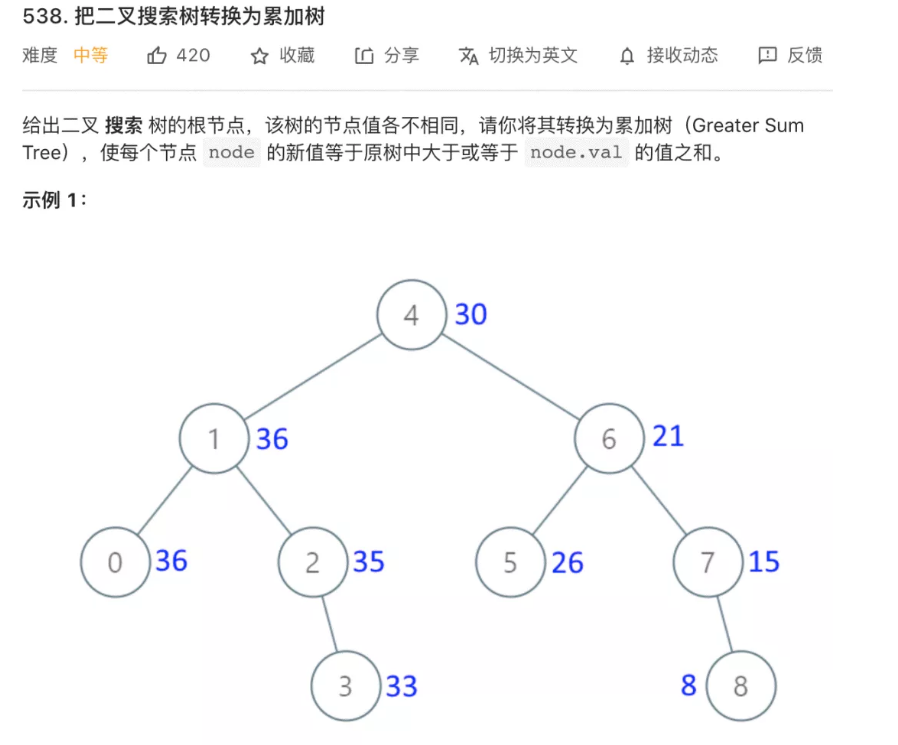 538. 把二叉搜索树转换为累加树
难度 中等 420 收藏 分享 切换为英文 接收动态 反馈
给出二叉 搜索 树的根节点，该树的节点值各不相同，请你将其转换为累加树（Greater Sum
Tree），使每个节点 node 的新值等于原树中大于或等于 node.val 的值之和。
示例 1：
4 30
1 36 6 21
0 36 2 35 5 26 7 15
3 33 8 8